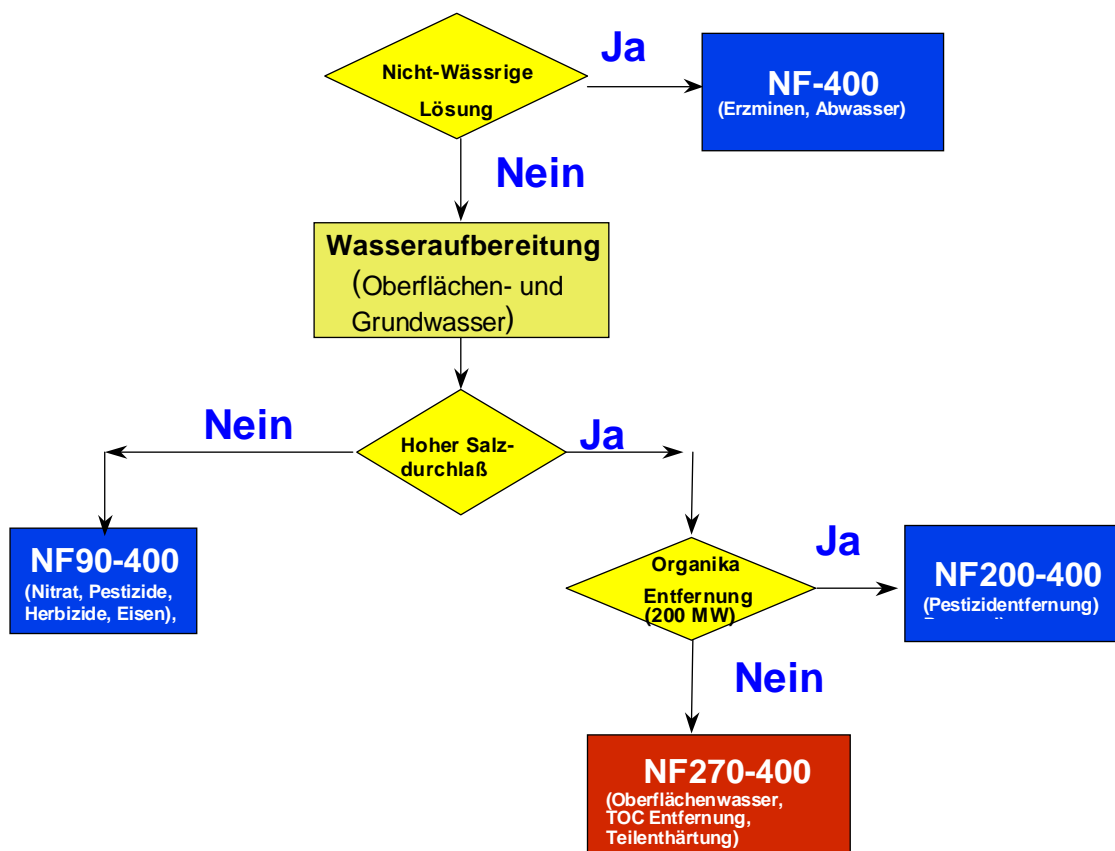 Nicht-Wässrige
Lösung
Ja
NF-400
(Erzminen, Abwasser)
Nein
Wasseraufbereitung
(Oberflächen- und
Grundwasser)
Nein
Hoher Salz-
durchlaß
Ja
NF90-400
(Nitrat, Pestizide,
Herbizide, Eisen),
Organika
Entfernung
(200 MW)
Ja
NF200-400
(Pestizidentfernung)
Nein
NF270-400
(Oberflächenwasser,
TOC Entfernung,
Teilenthärtung)